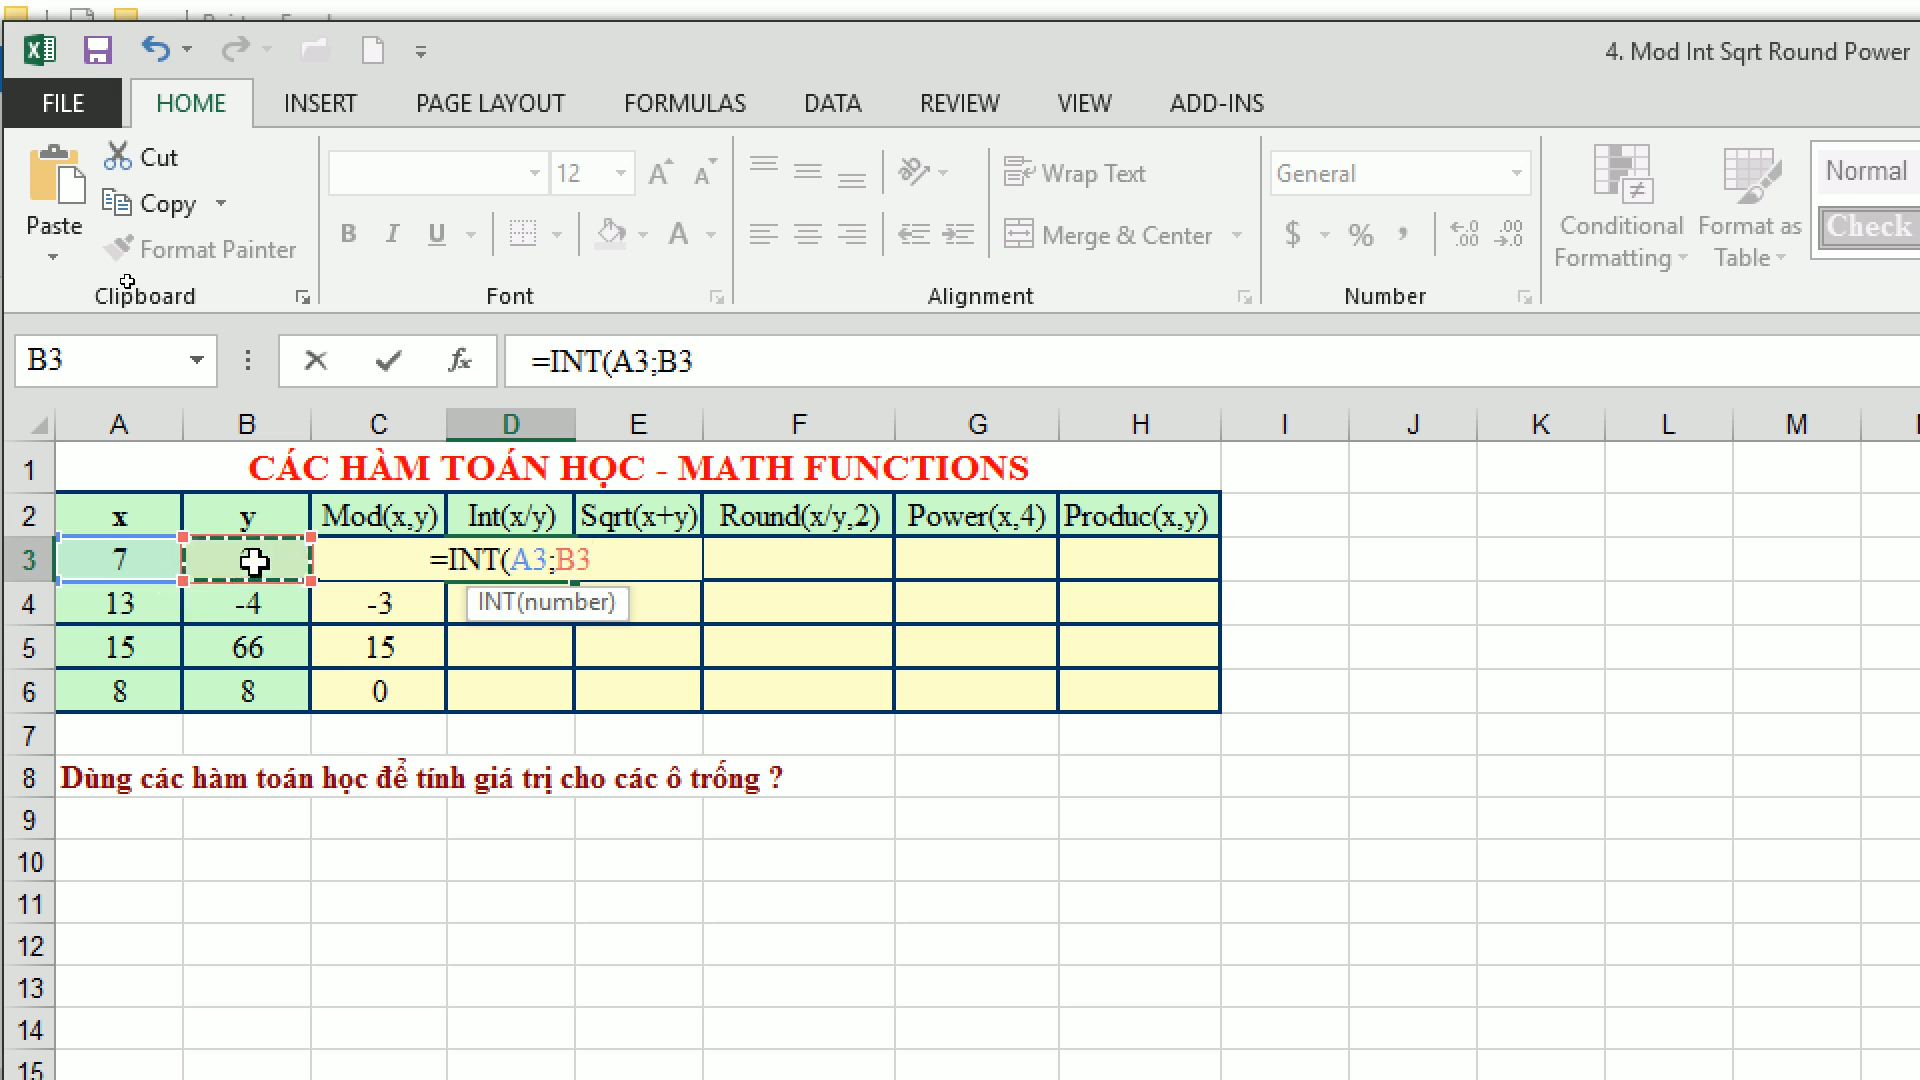 4. Mod Int Sqrt Round Power
FILE HOME INSERT PAGE LAYOUT FORMULAS DATA REVIEW VIEW ADD-INS
Paste
Cut
Copy
Format Painter
Clipboard
12
B I U
Font
Wrap Text
Merge & Center
Alignment
General
$ % ,
Number
Conditional Formatting
Format as Table
Normal
Check
B3 =INT(A3;B3
A B C D E F G H I J K L M
1 CÁC HÀM TOÁN HỌC - MATH FUNCTIONS
2 x y Mod(x,y) Int(x/y) Sqrt(x+y) Round(x/y,2) Power(x,4) Produc(x,y)
3 7 =INT(A3;B3
INT(number)
4 13 -4 -3
5 15 66 15
6 8 8 0
7
8 Dùng các hàm toán học để tính giá trị cho các ô trống ?
9
10
11
12
13
14
15